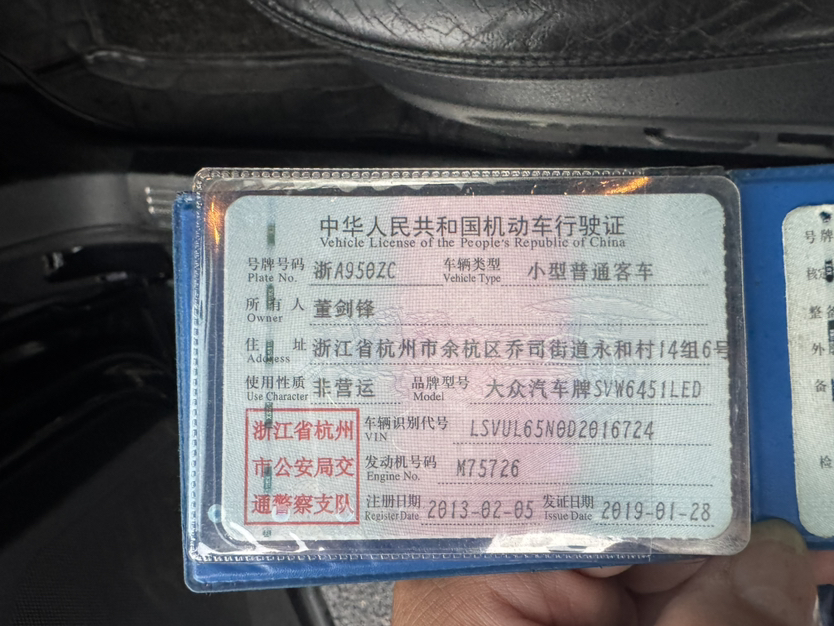 中华人民共和国机动车行驶证
Vehicle License of the People's Republic of China
号牌号码 浙A950ZC 车辆类型 小型普通客车
Plate No. Vehicle Type
所有人 董剑锋
Owner
住址 浙江省杭州市余杭区乔司街道永和村14组6号
Address
使用性质 非营运 品牌型号 大众汽车牌SVW6451LED
Use Character Model
浙江省杭州
市公安局交
通警察支队
车辆识别代号 LSVUL65N0D2016724
VIN
发动机号码 M75726
Engine No.
注册日期 2013-02-05 发证日期 2019-01-28
Register Date Issue Date
号牌
核定
整备
外
备
检